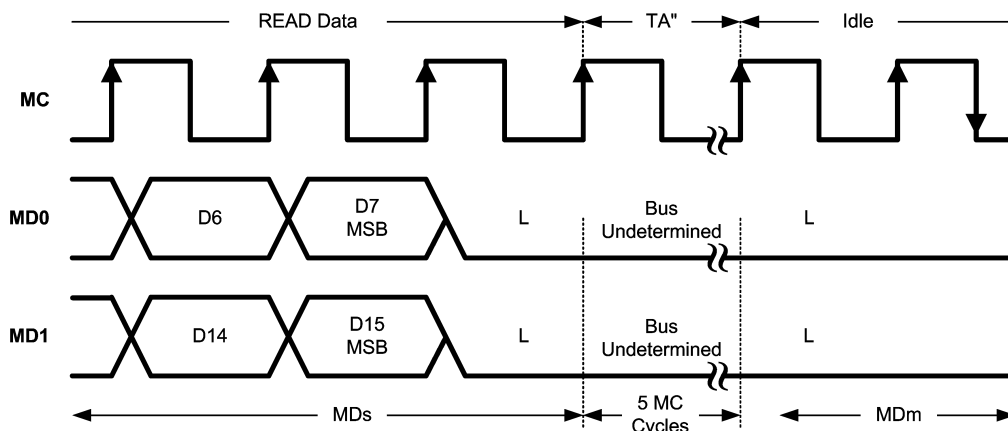 READ Data
TA"
Idle
MC
MD0
D6
D7
MSB
L
Bus
Undetermined
L
MD1
D14
D15
MSB
L
Bus
Undetermined
L
MDs
5 MC
Cycles
MDm